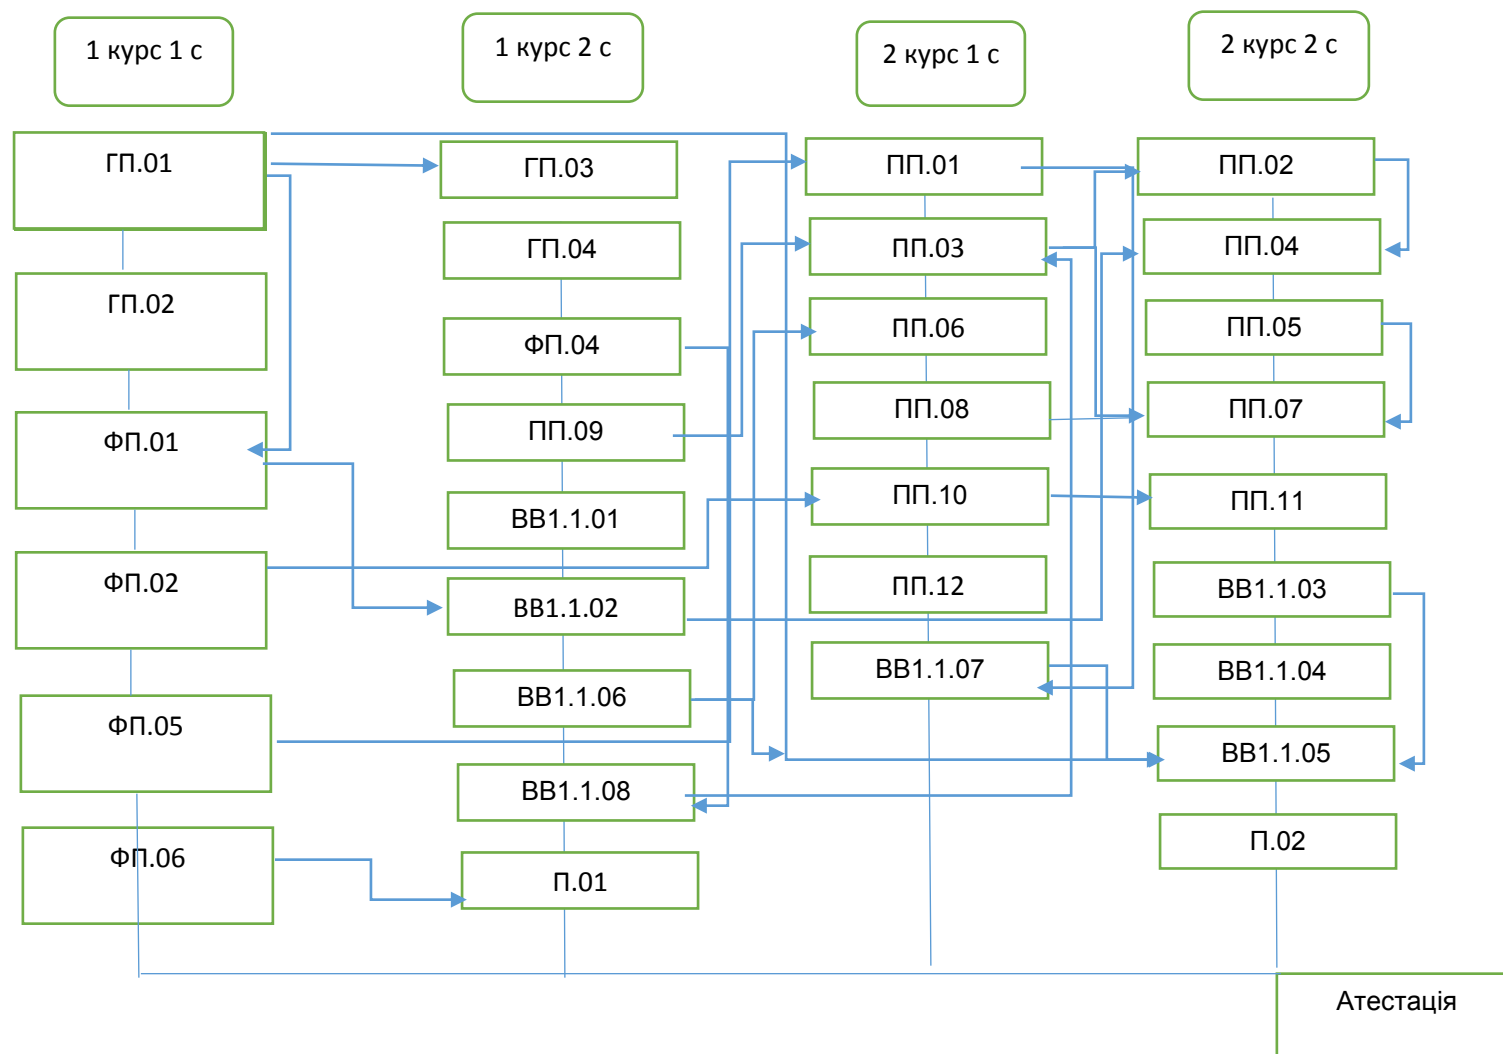 1 курс 1 с
1 курс 2 с
2 курс 1 с
2 курс 2 с
ГП.01
ГП.02
ФП.01
ФП.02
ФП.05
ФП.06
ГП.03
ГП.04
ФП.04
ПП.09
ВВ1.1.01
ВВ1.1.02
ВВ1.1.06
ВВ1.1.08
П.01
ПП.01
ПП.03
ПП.06
ПП.08
ПП.10
ПП.12
ВВ1.1.07
ПП.02
ПП.04
ПП.05
ПП.07
ПП.11
ВВ1.1.03
ВВ1.1.04
ВВ1.1.05
П.02
Атестація